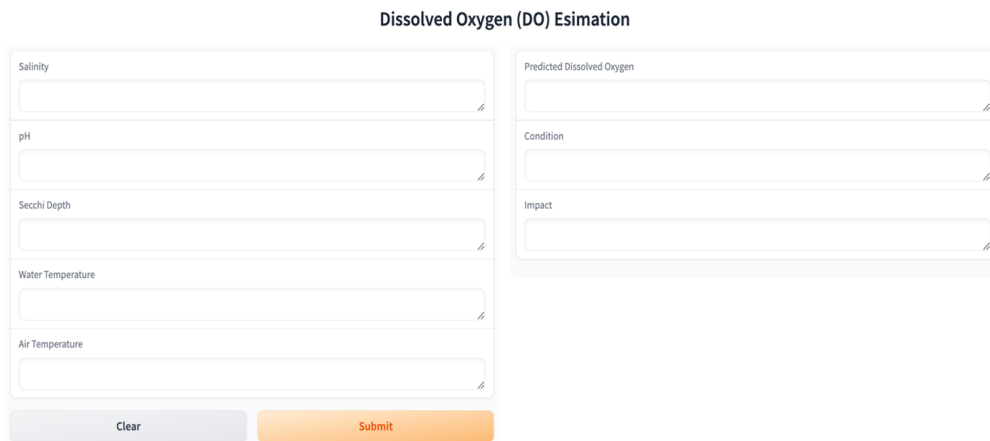 Dissolved Oxygen (DO) Esimation
Salinity
pH
Secchi Depth
Water Temperature
Air Temperature
Clear
Submit
Predicted Dissolved Oxygen
Condition
Impact